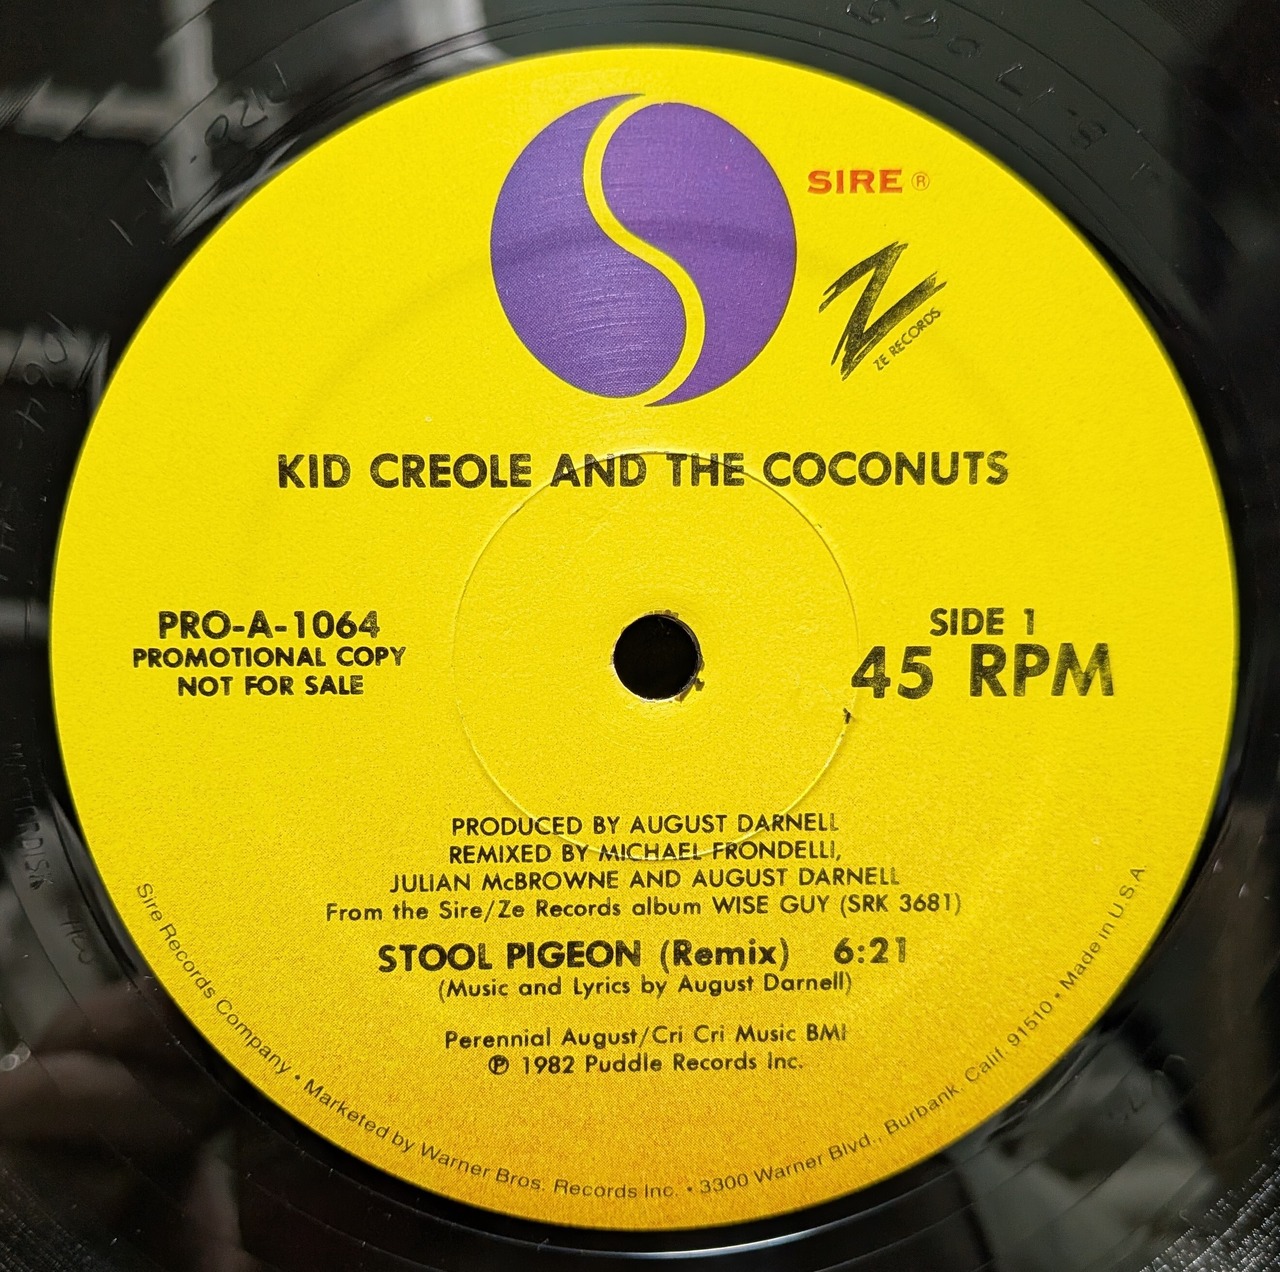 SIRE ®
Z
ZE RECORDS
KID CREOLE AND THE COCONUTS
PRO-A-1064
PROMOTIONAL COPY
NOT FOR SALE
SIDE 1
45 RPM
PRODUCED BY AUGUST DARNELL
REMIXED BY MICHAEL FRONDELLI,
JULIAN McBROWNE AND AUGUST DARNELL
From the Sire/Ze Records album WISE GUY (SRK 3681)
STOOL PIGEON (Remix) 6:21
(Music and Lyrics by August Darnell)
Perennial August/Cri Cri Music BMI
℗ 1982 Puddle Records Inc.
Sire Records Company • Marketed by Warner Bros. Records Inc. • 3300 Warner Blvd., Burbank, Calif. 91510 • Made in U.S.A.
MASTERDISK